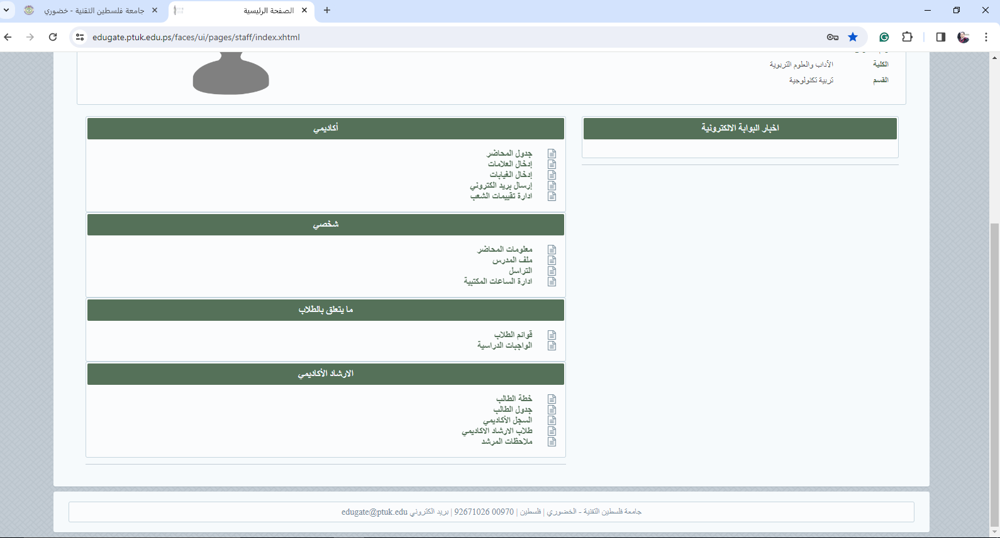 جامعة فلسطين التقنية - خضوري
الصفحة الرئيسية
edugate.ptuk.edu.ps/faces/ui/pages/staff/index.xhtml
الكلية الآداب والعلوم التربوية
القسم تربية تكنولوجية
اخبار البوابة الالكترونية
أكاديمي
جدول المحاضر
إدخال العلامات
إدخال الغيابات
إرسال بريد الكتروني
ادارة تقييمات الشعب
شخصي
معلومات المحاضر
ملف المدرس
التراسل
ادارة الساعات المكتبية
ما يتعلق بالطلاب
قوائم الطلاب
الواجبات الدراسية
الارشاد الأكاديمي
خطة الطالب
جدول الطالب
السجل الأكاديمي
طلاب الارشاد الاكاديمي
ملاحظات المرشد
جامعة فلسطين التقنية - الخضوري | فلسطين | 00970 92671026 | بريد الكتروني edugate@ptuk.edu